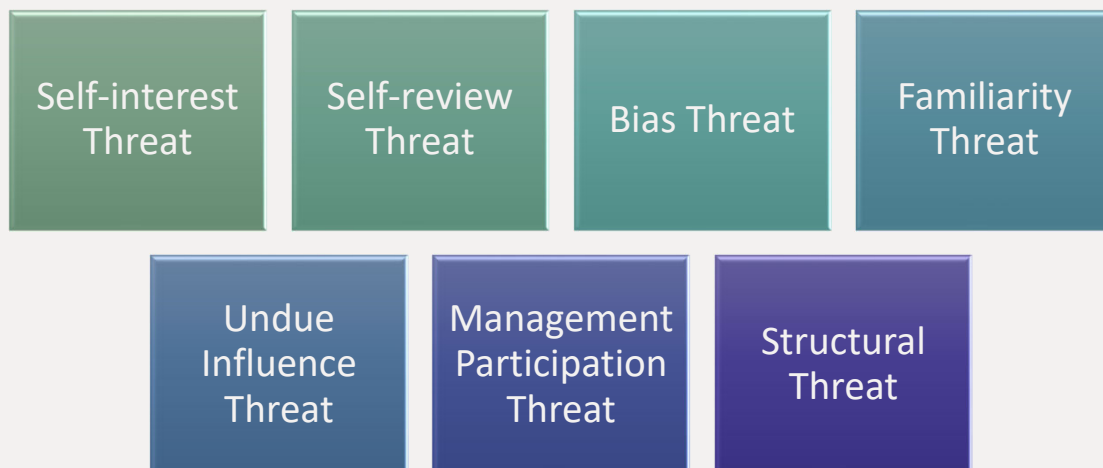 Self-interest
Threat
Self-review
Threat
Bias Threat
Familiarity
Threat
Undue
Influence
Threat
Management
Participation
Threat
Structural
Threat